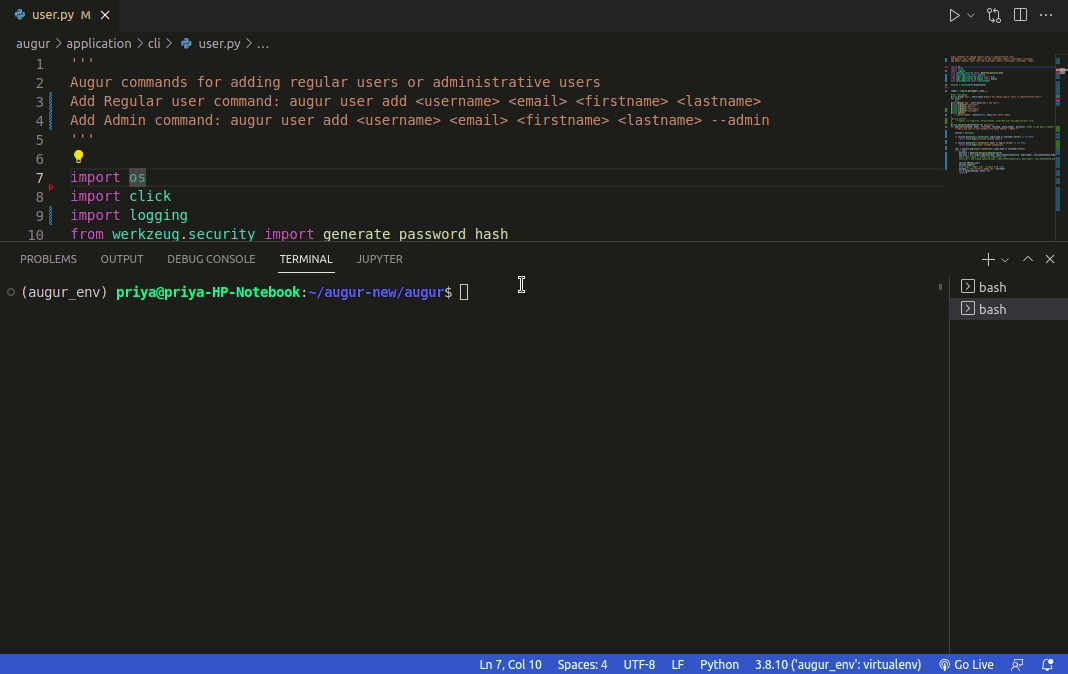 user.py M
augur > application > cli > user.py > ...
1 '''
2 Augur commands for adding regular users or administrative users
3 Add Regular user command: augur user add <username> <email> <firstname> <lastname>
4 Add Admin command: augur user add <username> <email> <firstname> <lastname> --admin
5 '''
6
7 import os
8 import click
9 import logging
10 from werkzeug.security import generate_password_hash
PROBLEMS OUTPUT DEBUG CONSOLE TERMINAL JUPYTER
(augur_env) priya@priya-HP-Notebook:~/augur-new/augur$
bash
bash
Ln 7, Col 10 Spaces: 4 UTF-8 LF Python 3.8.10 ('augur_env': virtualenv) Go Live